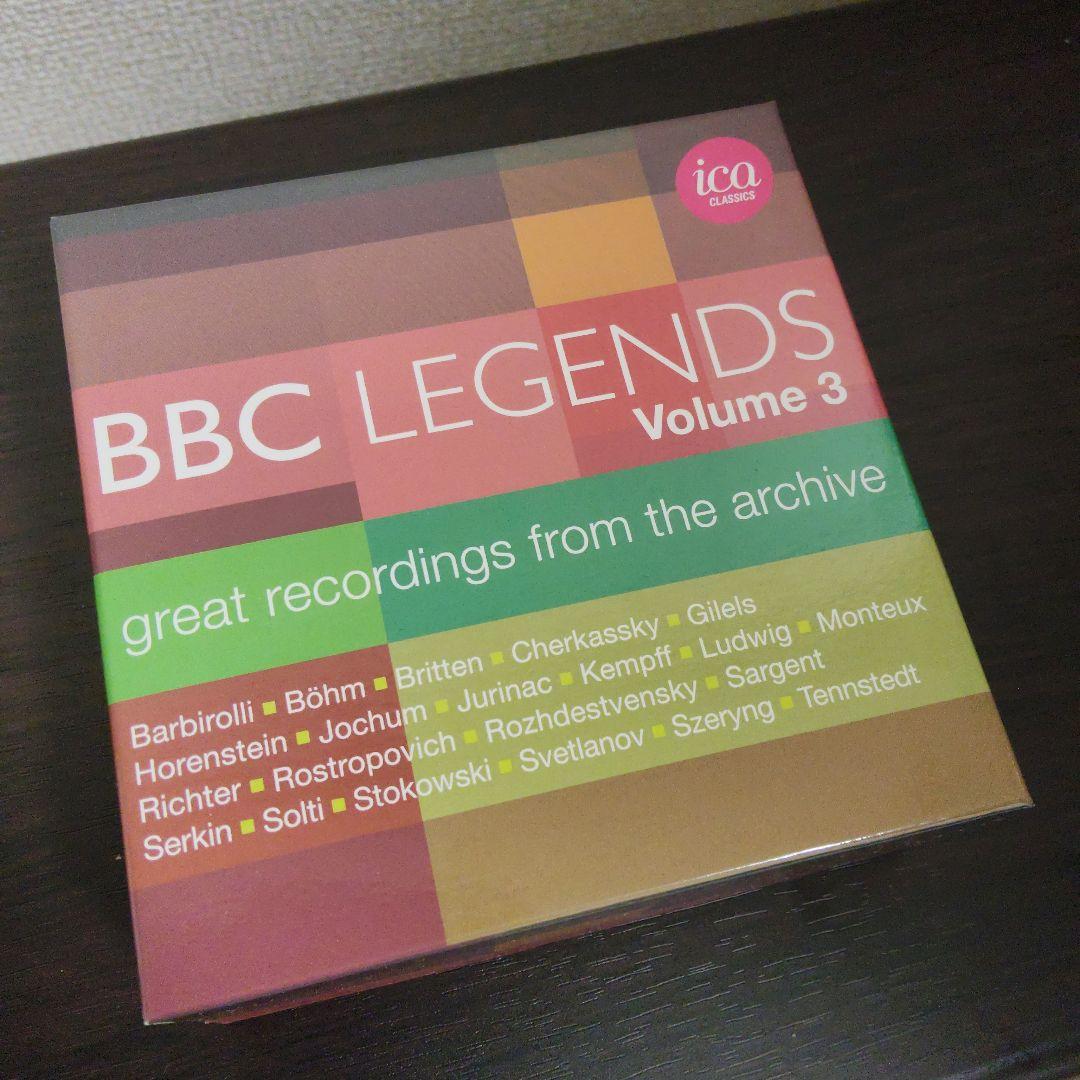 ica
CLASSICS
BBC LEGENDS
Volume 3
great recordings from the archive
Barbirolli ▪ Böhm ▪ Britten ▪ Cherkassky ▪ Gilels
Horenstein ▪ Jochum ▪ Jurinac ▪ Kempff ▪ Ludwig ▪ Monteux
Richter ▪ Rostropovich ▪ Rozhdestvensky ▪ Sargent
Serkin ▪ Solti ▪ Stokowski ▪ Svetlanov ▪ Szeryng ▪ Tennstedt